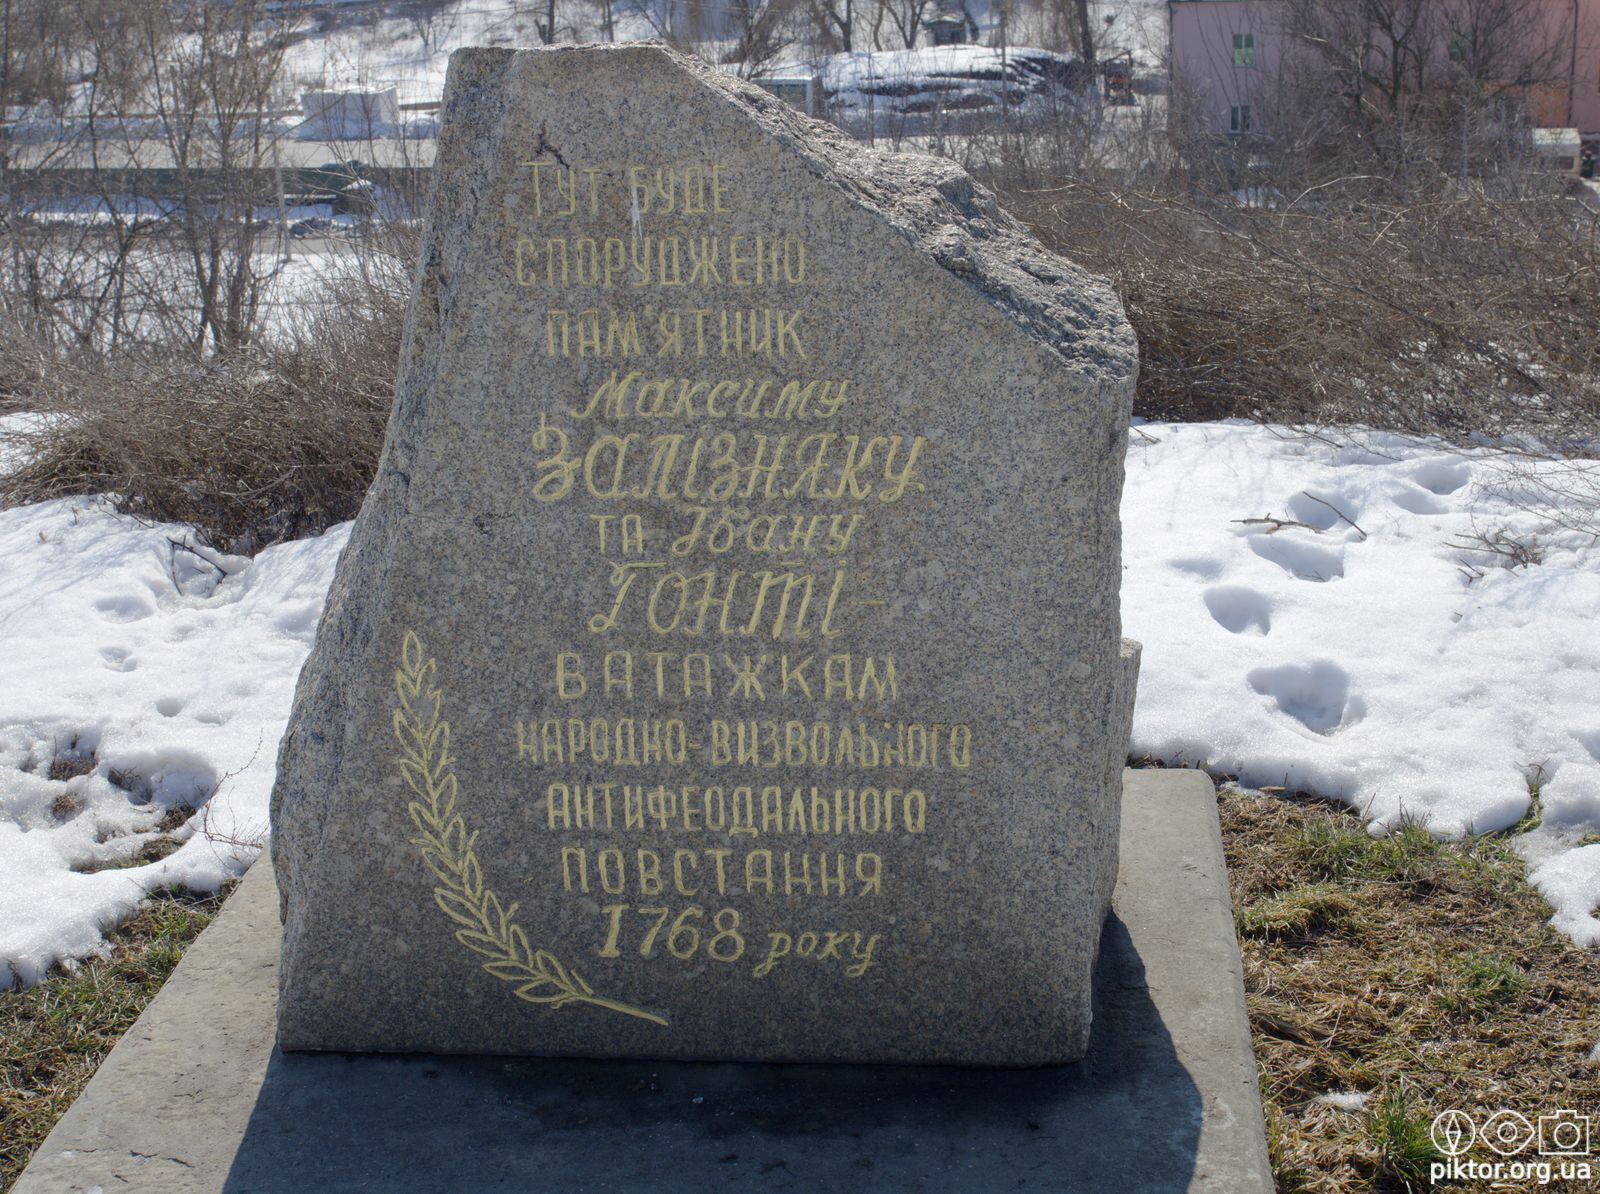 ТУТ БУДЕ
СПОРУДЖЕНО
ПАМ'ЯТНИК
Максиму
ЗАЛІЗНЯКУ
ТА Івану
ГОНТІ -
ВАТАЖКАМ
НАРОДНО-ВИЗВОЛЬНОГО
АНТИФЕОДАЛЬНОГО
ПОВСТАННЯ
1768 року
piktor.org.ua